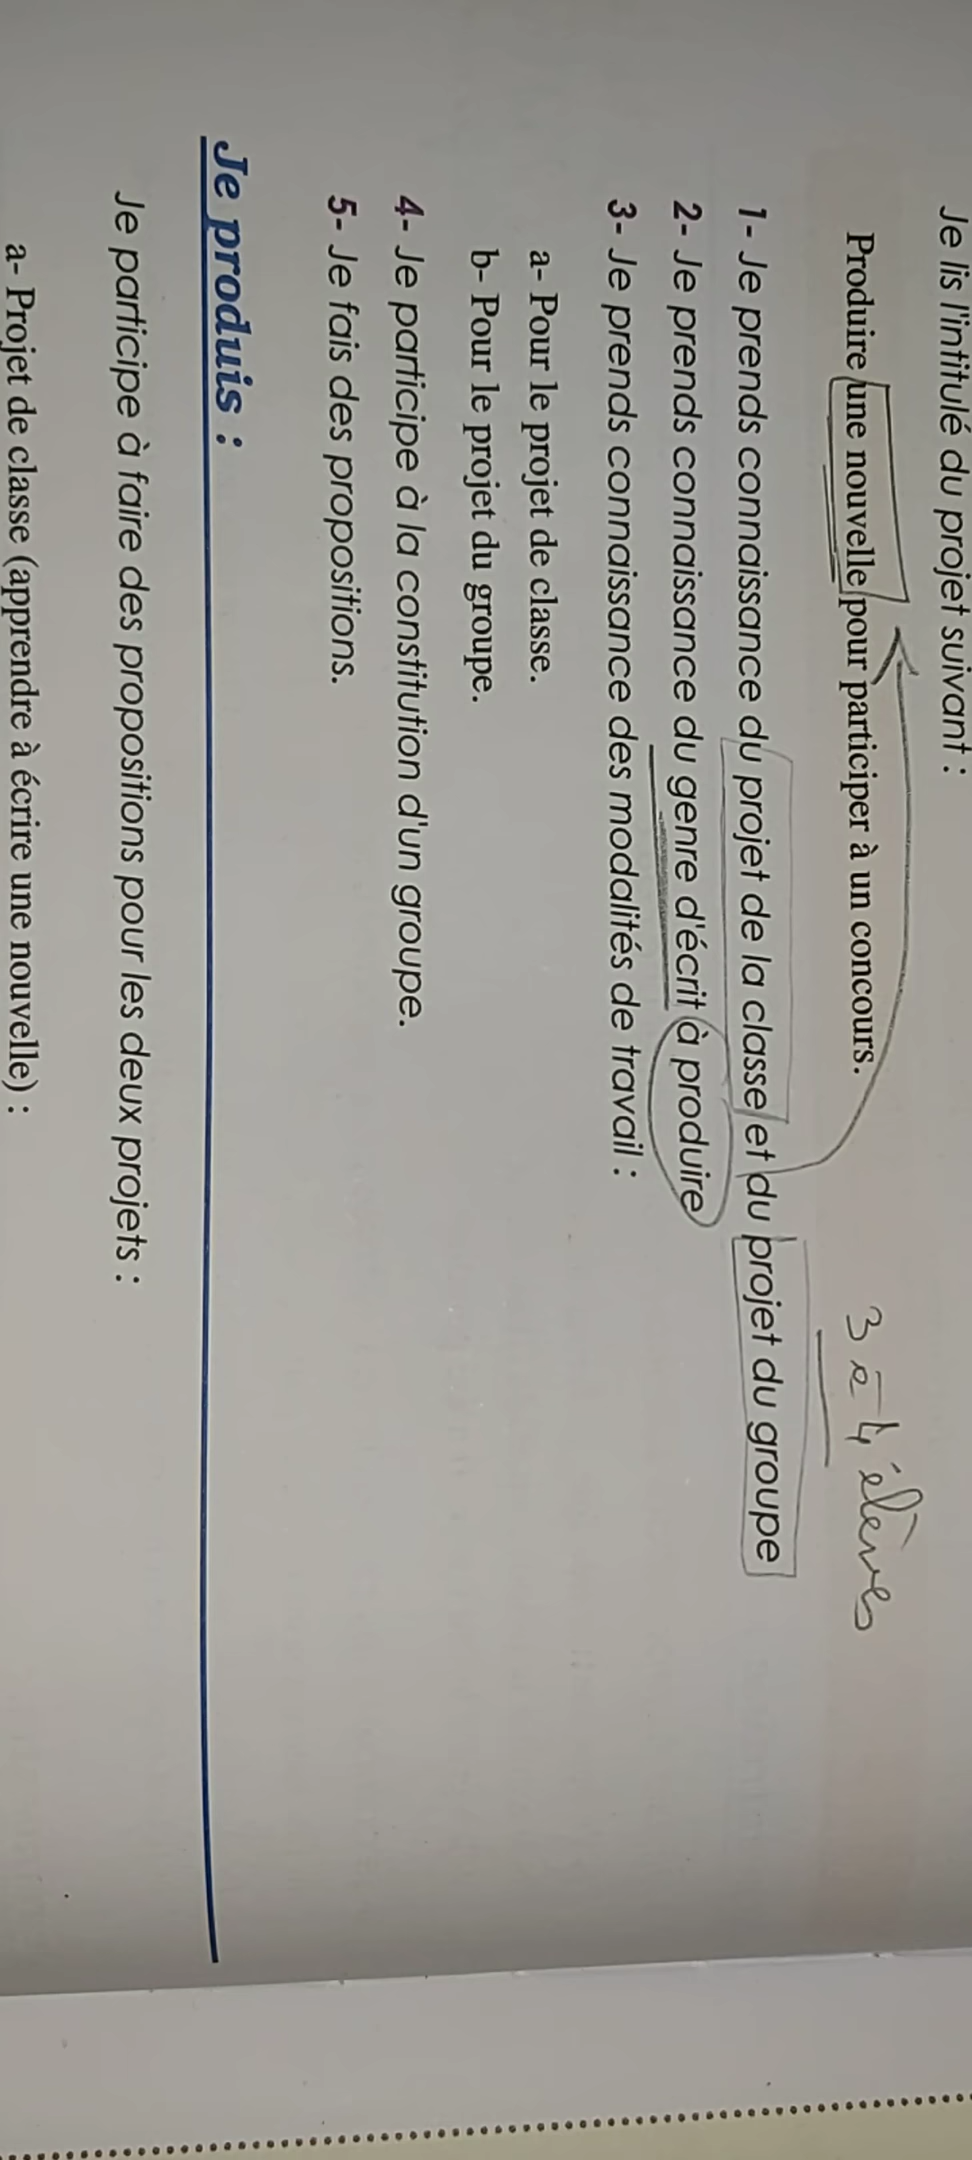 Je lis l'intitulé du projet suivant :
Produire une nouvelle pour participer à un concours.
3 à 4 élèves
1- Je prends connaissance du projet de la classe et du projet du groupe
2- Je prends connaissance du genre d'écrit à produire
3- Je prends connaissance des modalités de travail :
a- Pour le projet de classe.
b- Pour le projet du groupe.
4- Je participe à la constitution d'un groupe.
5- Je fais des propositions.
Je produis :
Je participe à faire des propositions pour les deux projets :
a- Projet de classe (apprendre à écrire une nouvelle) :